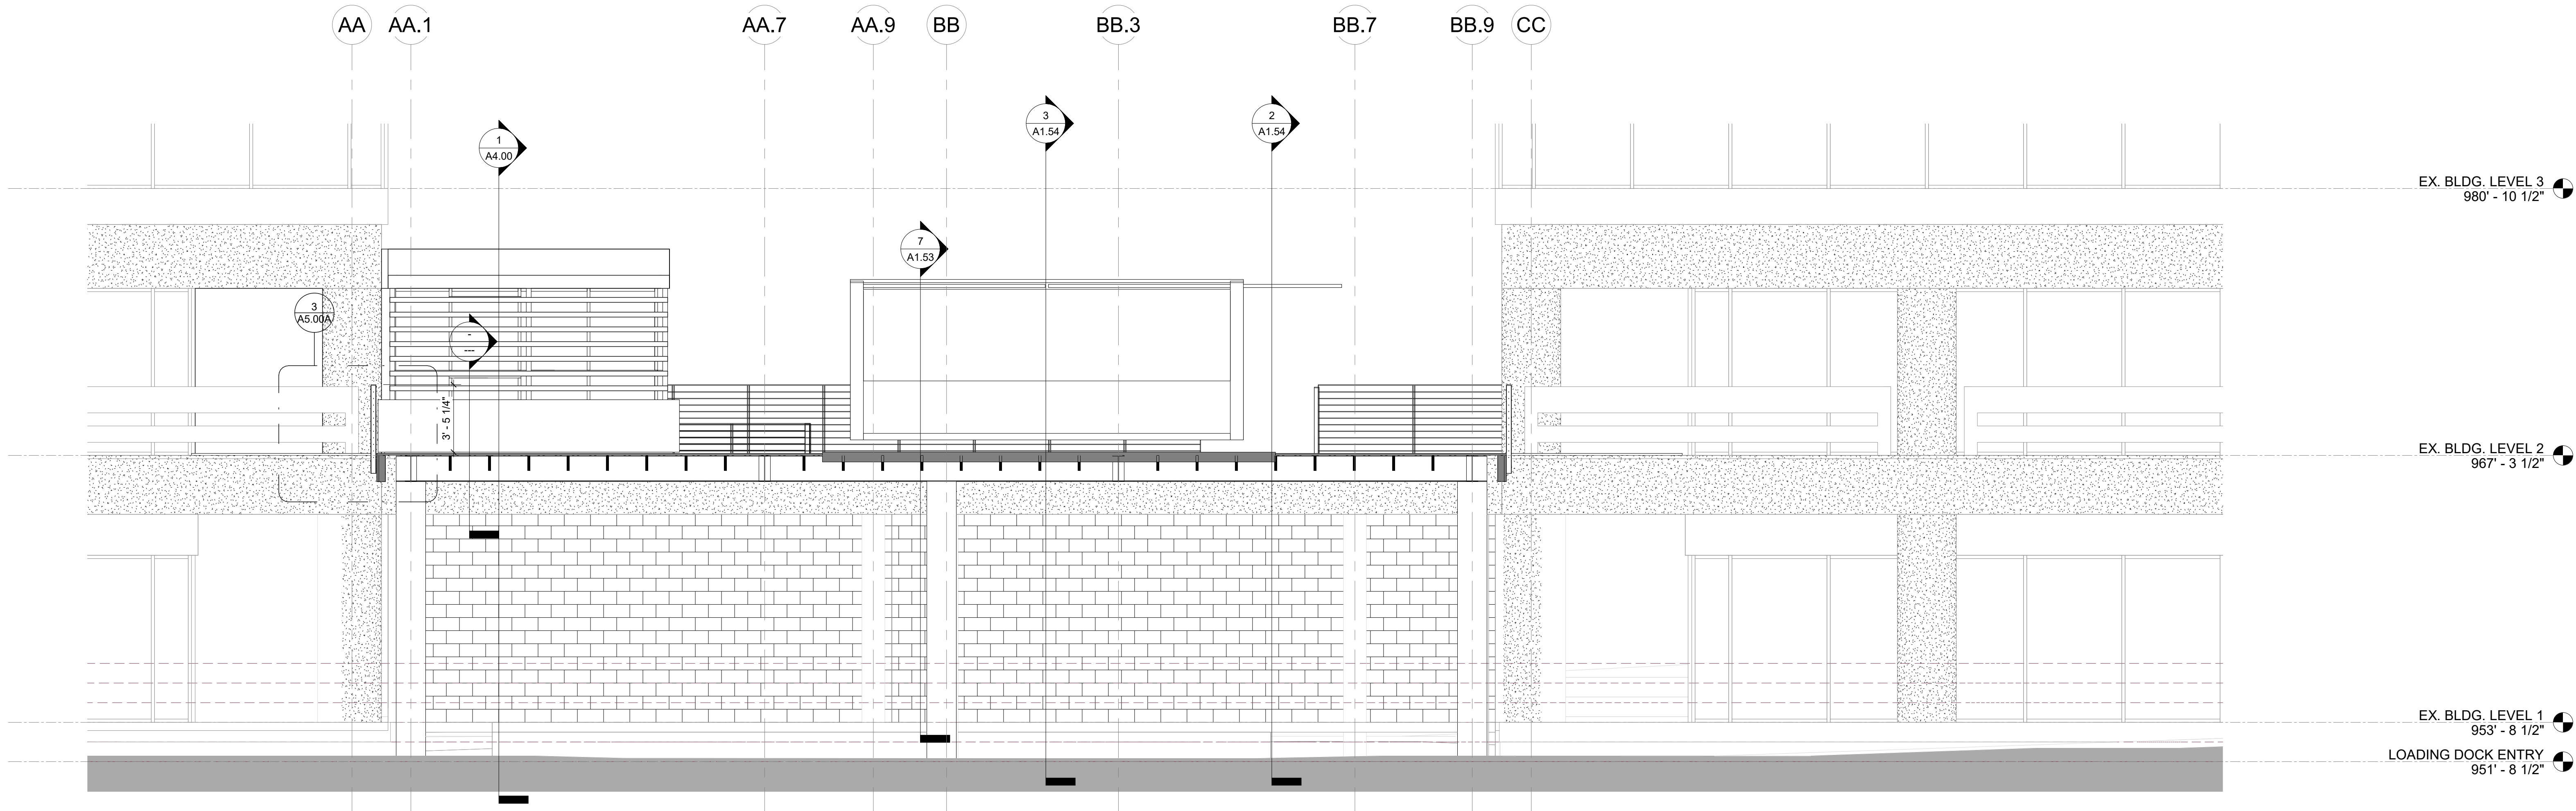 AA
AA.1
AA.7
AA.9
BB
BB.3
BB.7
BB.9
CC
1
A4.00
3
A1.54
2
A1.54
7
A1.53
3
A5.00A
-
---
3' - 5 1/4"
EX. BLDG. LEVEL 3
980' - 10 1/2"
EX. BLDG. LEVEL 2
967' - 3 1/2"
EX. BLDG. LEVEL 1
953' - 8 1/2"
LOADING DOCK ENTRY
951' - 8 1/2"